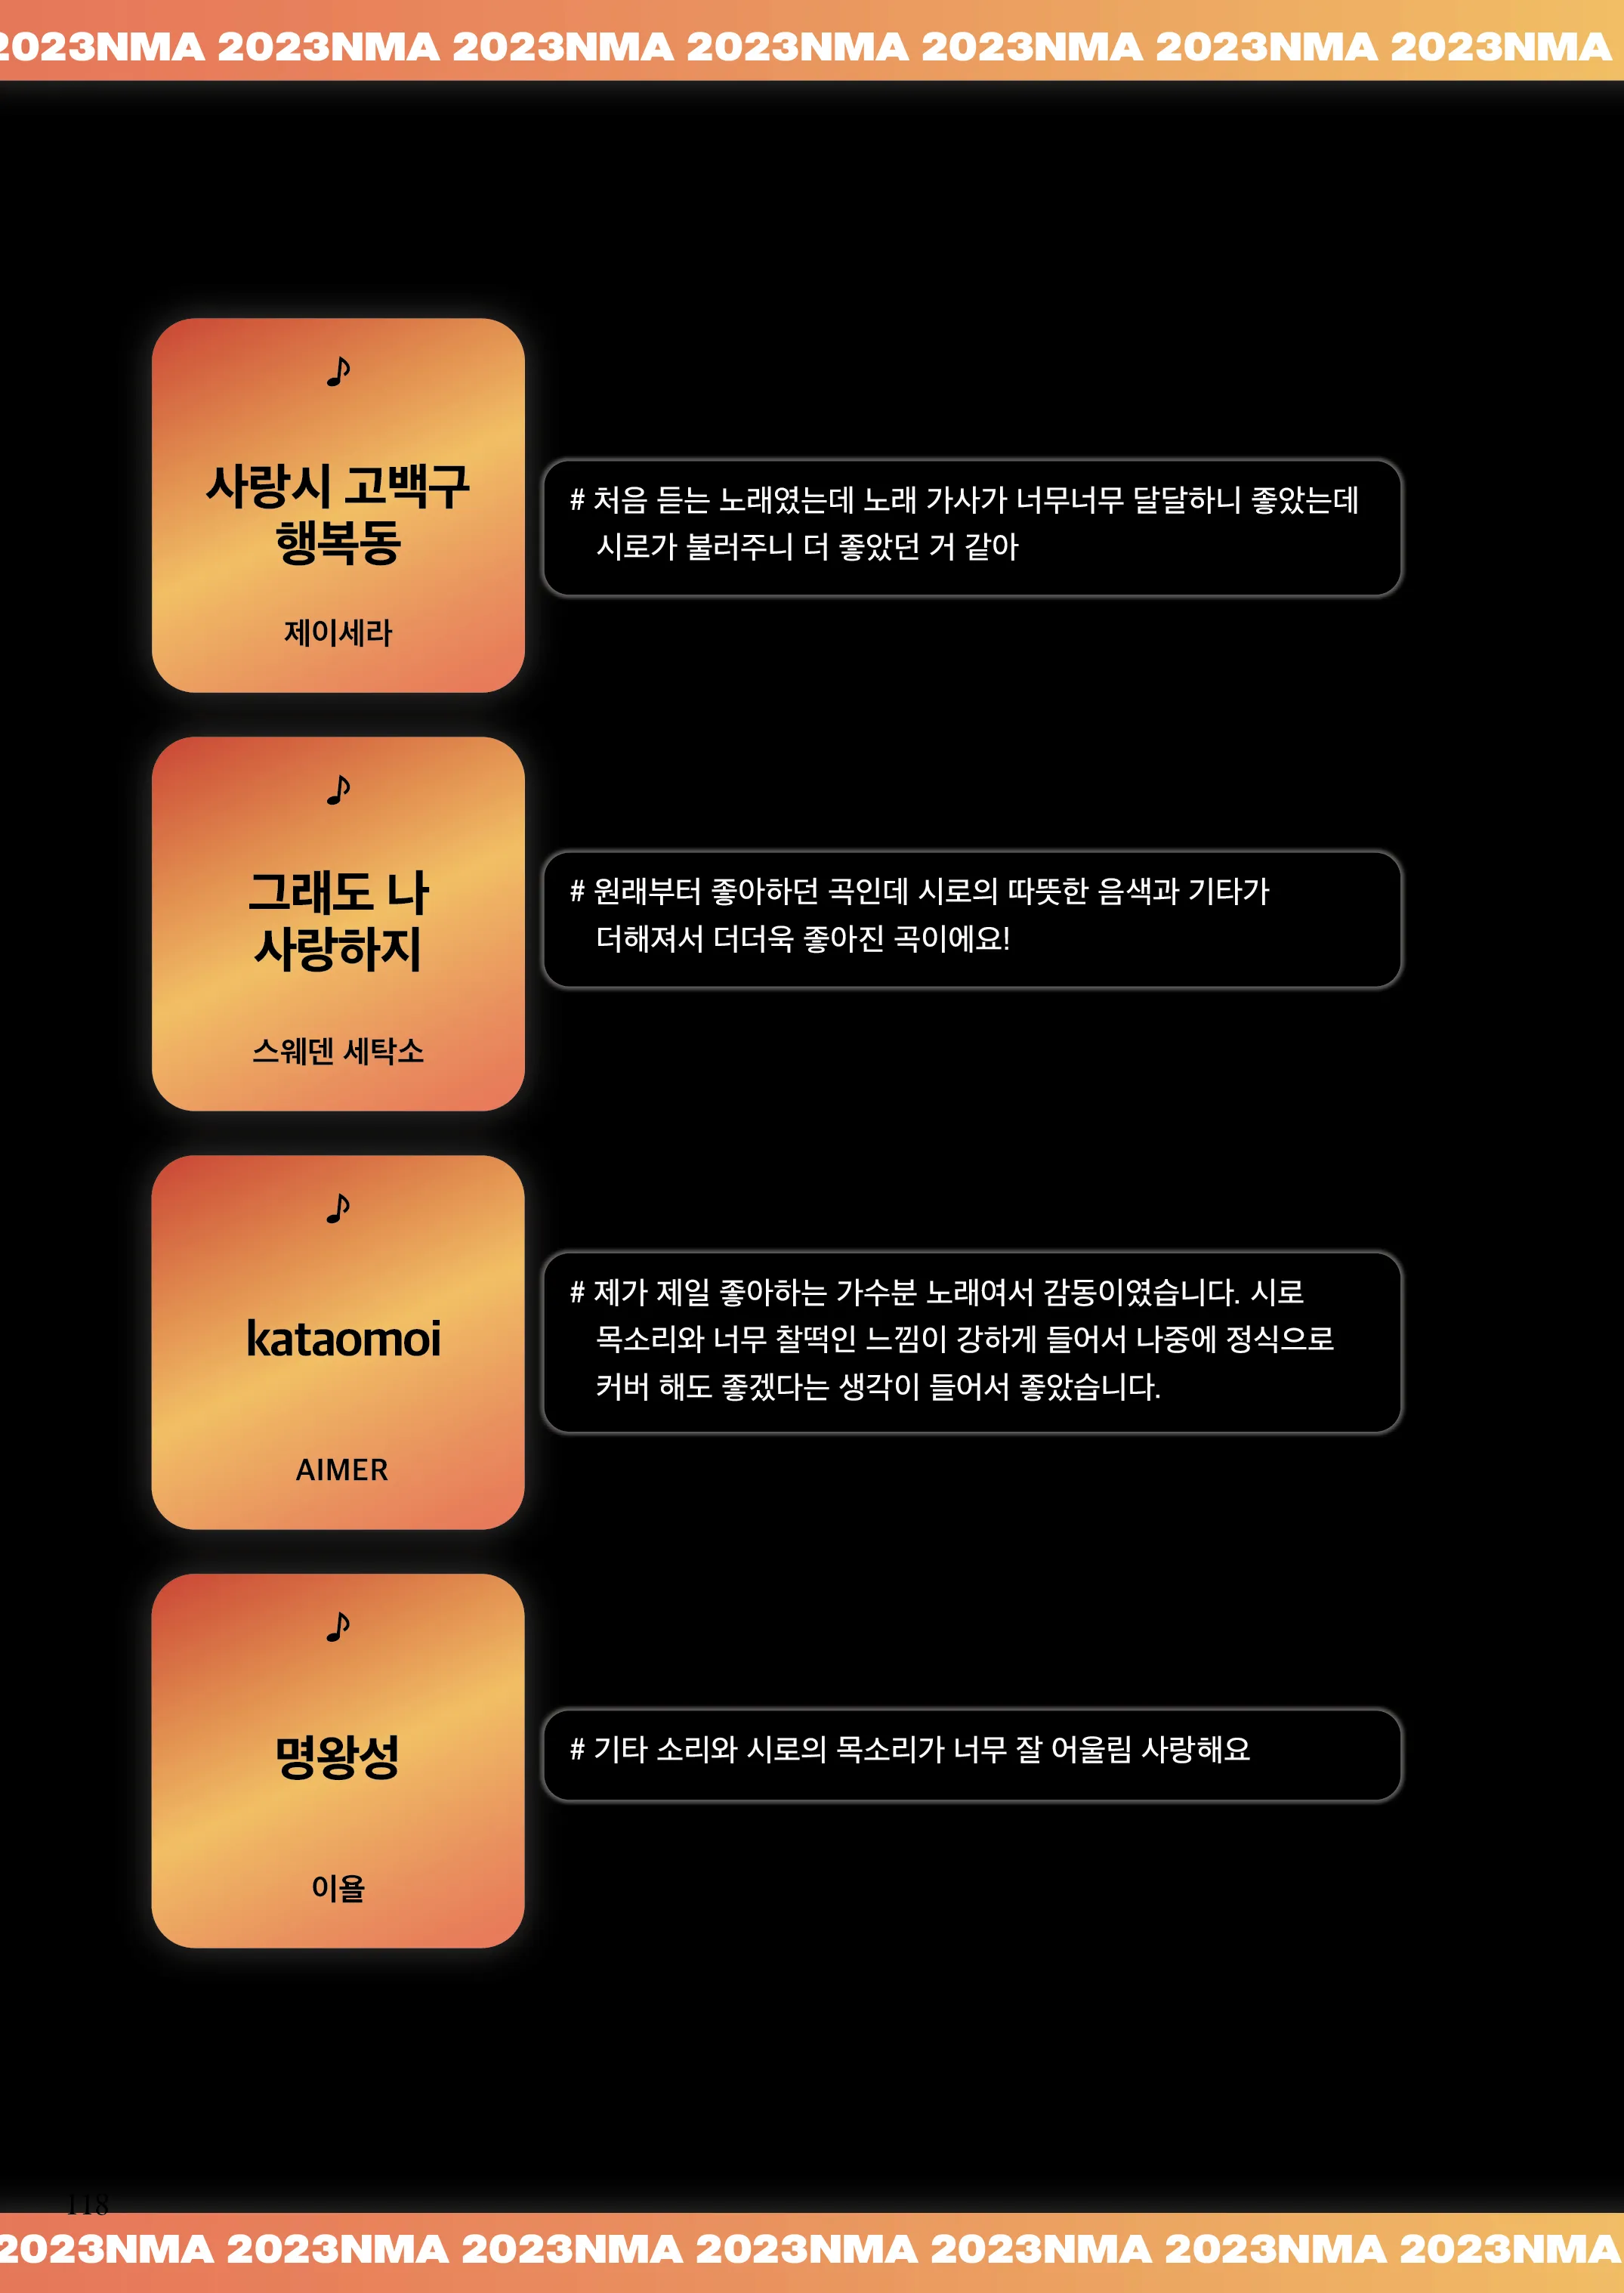 2023NMA 2023NMA 2023NMA 2023NMA 2023NMA 2023NMA 2023NMA
♪
사랑시 고백구
행복동
제이세라
# 처음 듣는 노래였는데 노래 가사가 너무너무 달달하니 좋았는데
시로가 불러주니 더 좋았던 거 같아
♪
그래도 나
사랑하지
스웨덴 세탁소
# 원래부터 좋아하던 곡인데 시로의 따뜻한 음색과 기타가
더해져서 더더욱 좋아진 곡이에요!
♪
kataomoi
AIMER
# 제가 제일 좋아하는 가수분 노래여서 감동이였습니다. 시로
목소리와 너무 찰떡인 느낌이 강하게 들어서 나중에 정식으로
커버 해도 좋겠다는 생각이 들어서 좋았습니다.
♪
명왕성
이욜
# 기타 소리와 시로의 목소리가 너무 잘 어울림 사랑해요
118
2023NMA 2023NMA 2023NMA 2023NMA 2023NMA 2023NMA 2023NMA